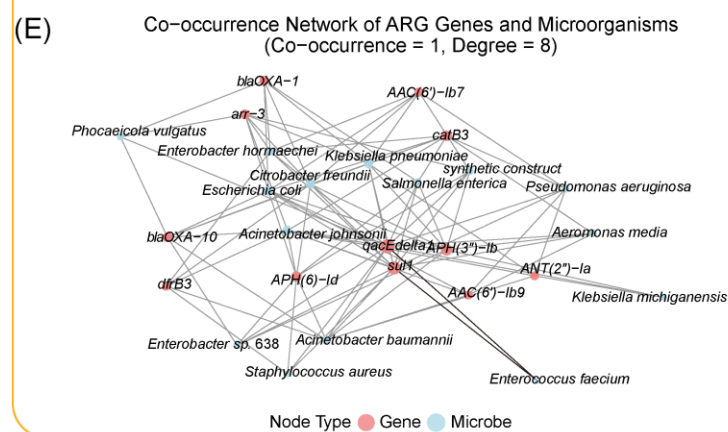 (E)
Co−occurrence Network of ARG Genes and Microorganisms
(Co−occurrence = 1, Degree = 8)
blaOXA−1
AAC(6')−Ib7
arr−3
Phocaeicola vulgatus
catB3
Enterobacter hormaechei
Klebsiella pneumoniae
Citrobacter freundii
synthetic construct
Escherichia coli
Salmonella enterica
Pseudomonas aeruginosa
blaOXA−10
Acinetobacter johnsonii
Aeromonas media
qacEdelta1
APH(3'')−Ib
sul1
dfrB3
APH(6)−Id
ANT(2'')−Ia
AAC(6')−Ib9
Klebsiella michiganensis
Enterobacter sp. 638
Acinetobacter baumannii
Staphylococcus aureus
Enterococcus faecium
Node Type Gene Microbe